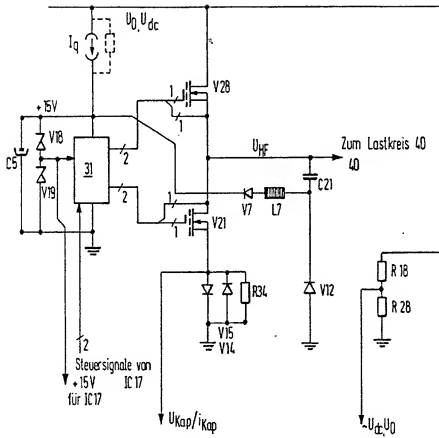 U0,Udc
Iq
V28
1
+15V
1
2
V18
UHF
Zum Lastkreis 40
40
C5
31
C21
V19
2
1
V7
L7
V21
1
R18
R34
V12
R28
V15
V14
2
Steuersignale von
IC17
+15V
für IC17
UKap/iKap
~Udc,U0